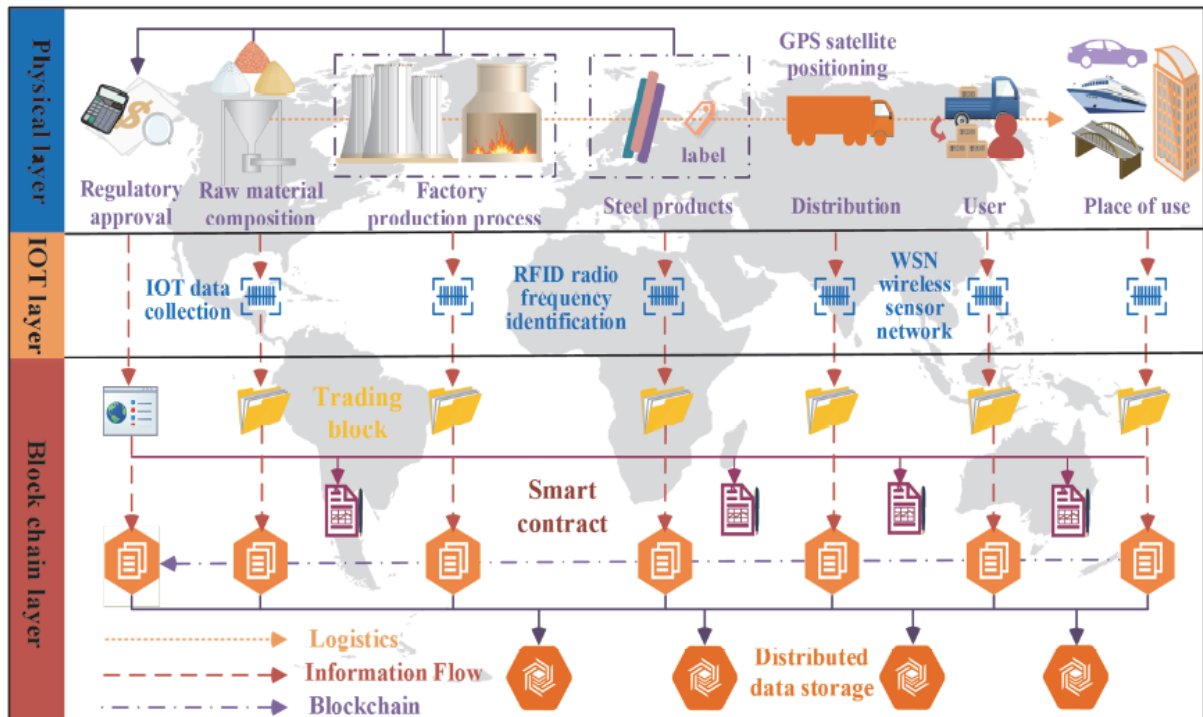 Physical layer
GPS satellite
positioning
label
Regulatory
approval
Raw material
composition
Factory
production process
Steel products
Distribution
User
Place of use
IOT layer
IOT data
collection
RFID radio
frequency
identification
WSN
wireless
sensor
network
Block chain layer
Trading
block
Smart
contract
Logistics
Information Flow
Blockchain
Distributed
data storage